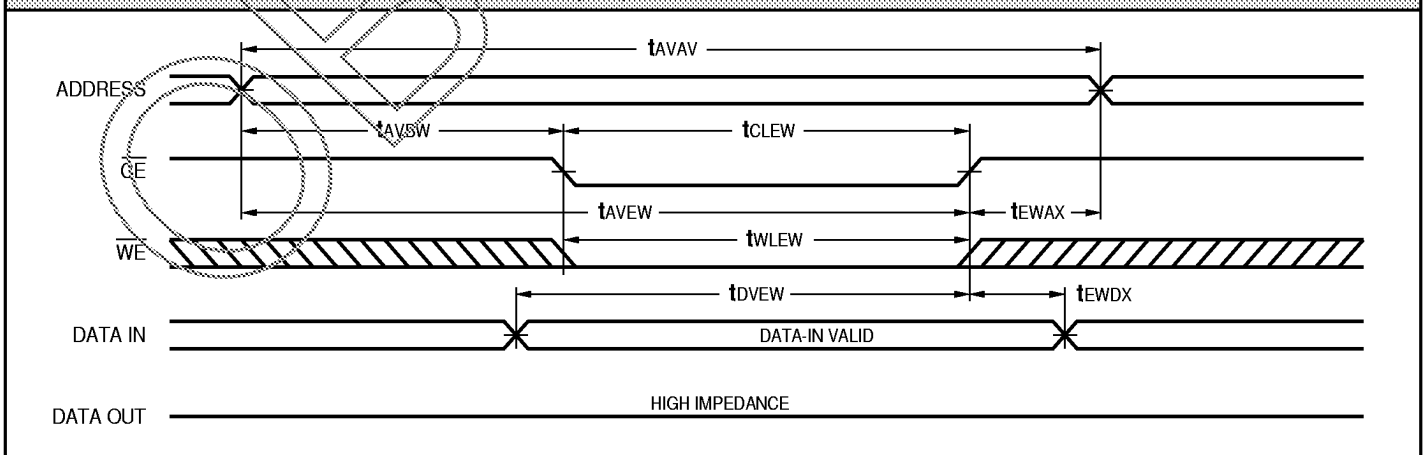 tAVAV
ADDRESS
tAVBW
tCLEW
CE
tAVEW
tEWAX
WE
tWLEW
tDVEW
tEWDX
DATA IN
DATA-IN VALID
DATA OUT
HIGH IMPEDANCE